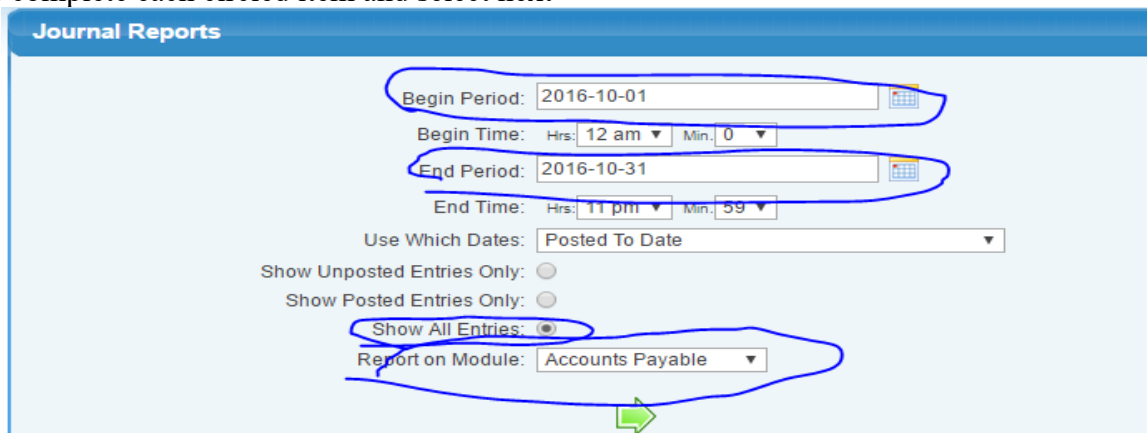 Journal Reports
Begin Period: 2016-10-01
Begin Time: Hrs: 12 am Min. 0
End Period: 2016-10-31
End Time: Hrs: 11 pm Min. 59
Use Which Dates: Posted To Date
Show Unposted Entries Only:
Show Posted Entries Only:
Show All Entries:
Report on Module: Accounts Payable